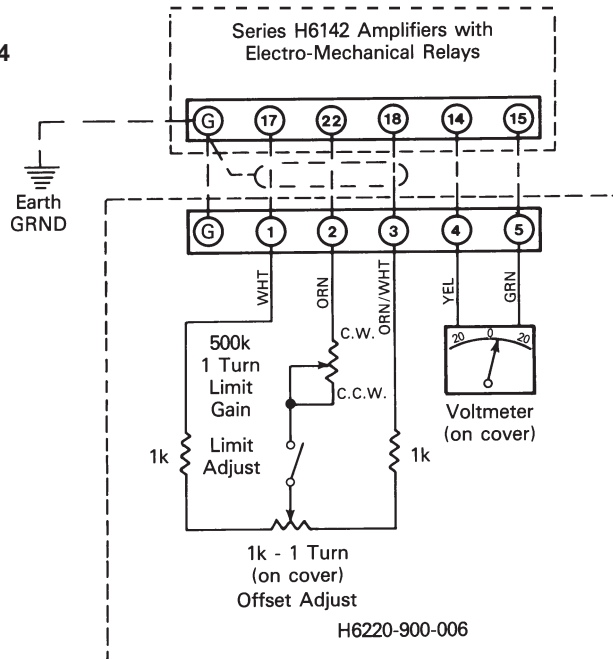 4
Series H6142 Amplifiers with
Electro-Mechanical Relays
G 17 22 18 14 15
Earth
GRND
G 1 2 3 4 5
WHT
ORN
ORN/WHT
YEL
GRN
500k
1 Turn
Limit
Gain
C.W.
C.C.W.
20 0 20
Voltmeter
(on cover)
1k
Limit
Adjust
1k
1k - 1 Turn
(on cover)
Offset Adjust
H6220-900-006